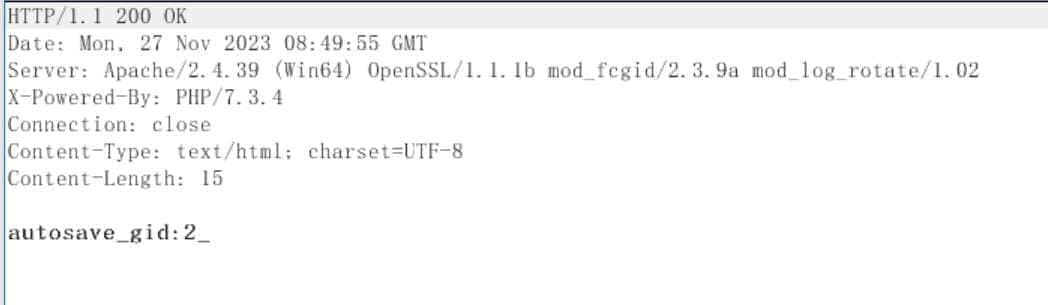 HTTP/1.1 200 OK
Date: Mon, 27 Nov 2023 08:49:55 GMT
Server: Apache/2.4.39 (Win64) OpenSSL/1.1.1b mod_fcgid/2.3.9a mod_log_rotate/1.02
X-Powered-By: PHP/7.3.4
Connection: close
Content-Type: text/html; charset=UTF-8
Content-Length: 15

autosave_gid:2_